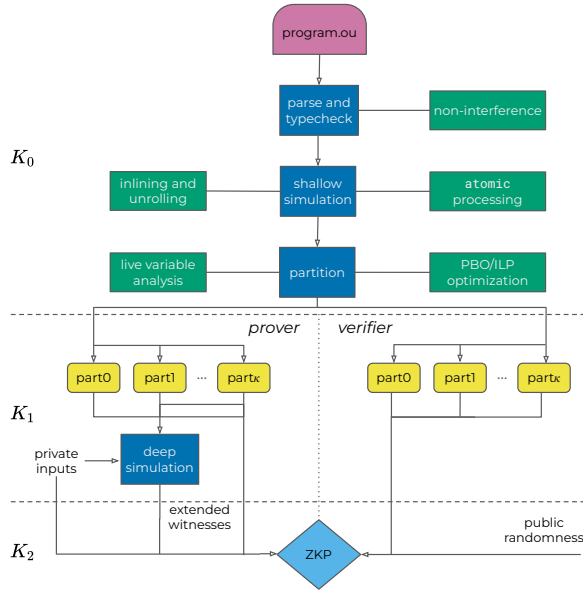 program.ou
parse and
typecheck
non-interference
K₀
inlining and
unrolling
shallow
simulation
atomic
processing
live variable
analysis
partition
PBO/ILP
optimization
prover
verifier
part0
part1
...
partκ
part0
part1
...
partκ
K₁
private
inputs
deep
simulation
extended
witnesses
public
randomness
K₂
ZKP